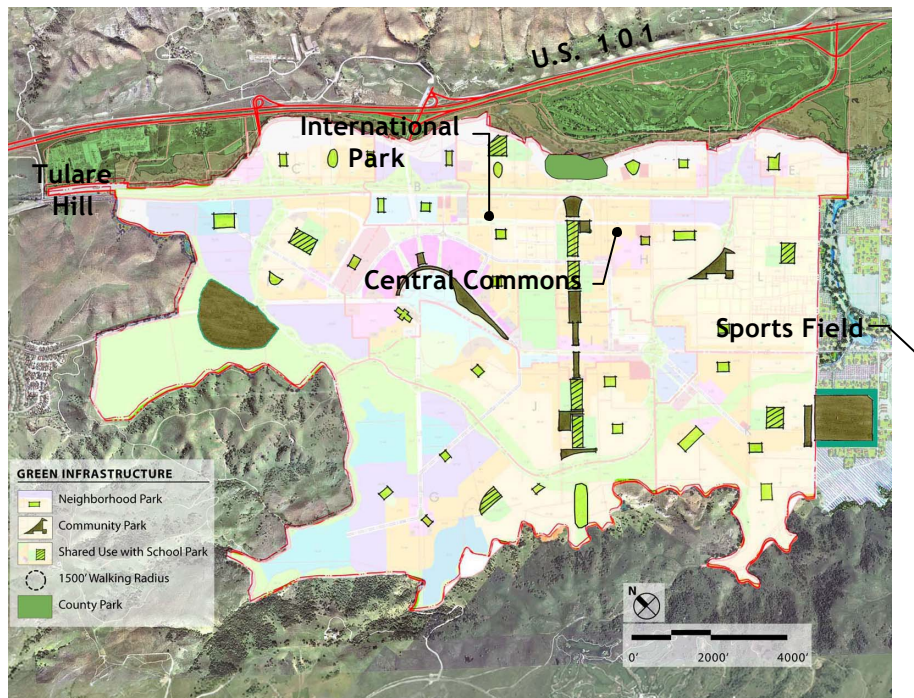 U.S. 101
International
Park
Tulare
Hill
C
B
E
H
Central Commons
L
Sports Field
J
G
GREEN INFRASTRUCTURE
Neighborhood Park
Community Park
Shared Use with School Park
1500' Walking Radius
County Park
N
0' 2000' 4000'